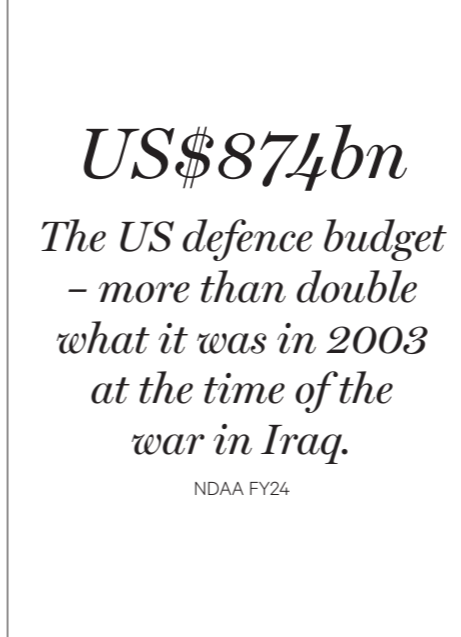 US$874bn
The US defence budget
– more than double
what it was in 2003
at the time of the
war in Iraq.
NDAA FY24